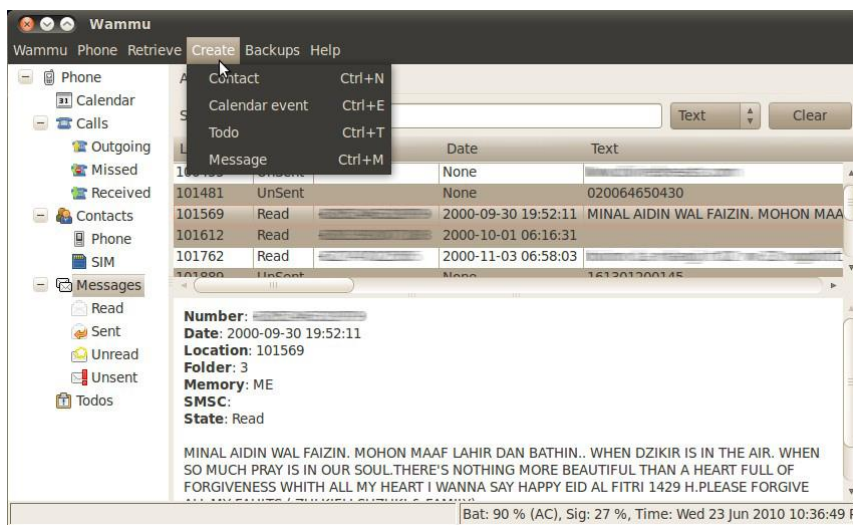 Wammu
Wammu Phone Retrieve Create Backups Help
Contact Ctrl+N
Calendar event Ctrl+E
Todo Ctrl+T
Message Ctrl+M
Phone
Calendar
Calls
Outgoing
Missed
Received
Contacts
Phone
SIM
Messages
Read
Sent
Unread
Unsent
Todos
Text Clear
Date Text
None
101481 UnSent None 020064650430
101569 Read 2000-09-30 19:52:11 MINAL AIDIN WAL FAIZIN. MOHON MAA
101612 Read 2000-10-01 06:16:31
101762 Read 2000-11-03 06:58:03
101889 UnSent None 161301200145
Number:
Date: 2000-09-30 19:52:11
Location: 101569
Folder: 3
Memory: ME
SMSC:
State: Read
MINAL AIDIN WAL FAIZIN. MOHON MAAF LAHIR DAN BATHIN.. WHEN DZIKIR IS IN THE AIR. WHEN
SO MUCH PRAY IS IN OUR SOUL.THERE'S NOTHING MORE BEAUTIFUL THAN A HEART FULL OF
FORGIVENESS WHITH ALL MY HEART I WANNA SAY HAPPY EID AL FITRI 1429 H.PLEASE FORGIVE
Bat: 90 % (AC), Sig: 27 %, Time: Wed 23 Jun 2010 10:36:49